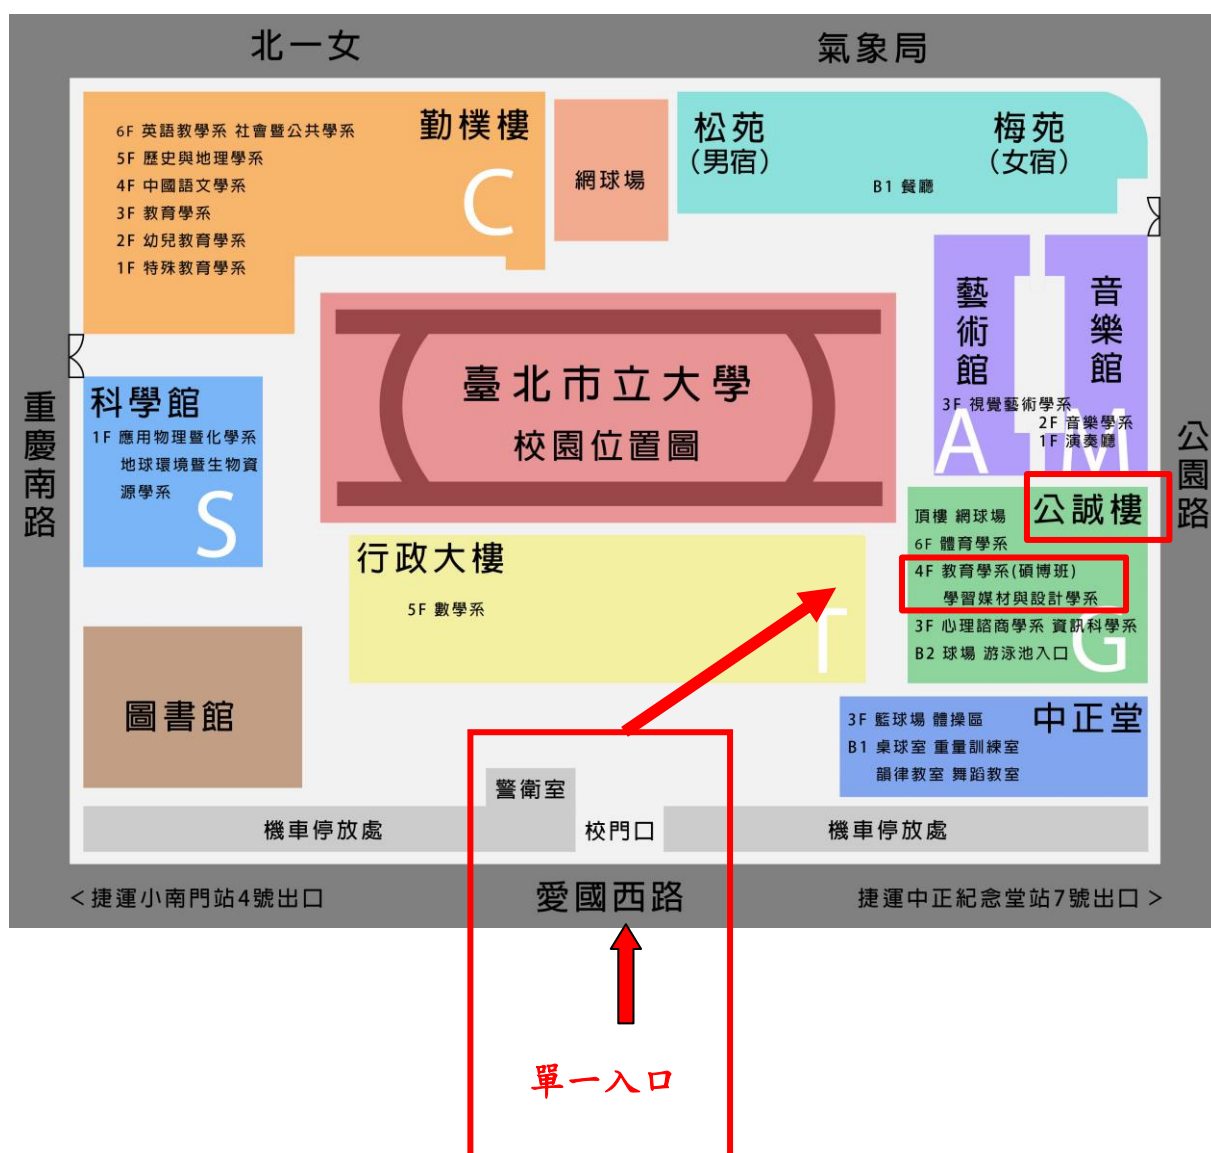 北一女
氣象局
勤樸樓
6F 英語教學系 社會暨公共學系
5F 歷史與地理學系
4F 中國語文學系
3F 教育學系
2F 幼兒教育學系
1F 特殊教育學系
C
網球場
松苑
(男宿)
梅苑
(女宿)
B1 餐廳
藝術館
3F 視覺藝術學系
A
音樂館
2F 音樂學系
1F 演奏廳
M
臺北市立大學
校園位置圖
重慶南路
公園路
科學館
1F 應用物理暨化學系
地球環境暨生物資
源學系
S
公誠樓
頂樓 網球場
6F 體育學系
4F 教育學系(碩博班)
學習媒材與設計學系
3F 心理諮商學系 資訊科學系
B2 球場 游泳池入口
G
行政大樓
5F 數學系
T
圖書館
中正堂
3F 籃球場 體操區
B1 桌球室 重量訓練室
韻律教室 舞蹈教室
警衛室
機車停放處
校門口
機車停放處
<捷運小南門站4號出口
愛國西路
捷運中正紀念堂站7號出口>
單一入口